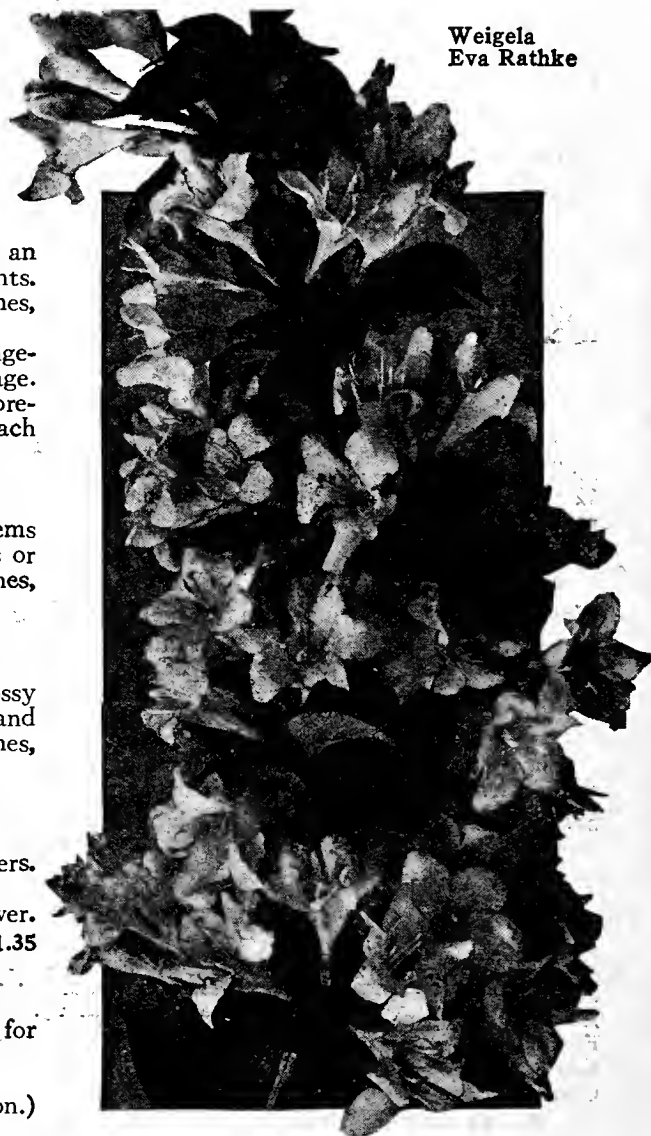 Weigela
Eva Rathke
an
nts.
nes,
ge-
age.
ore-
ach
ems
or
nes,
ssy
and
nes,
ers.
ver.
1.35
for
on.)